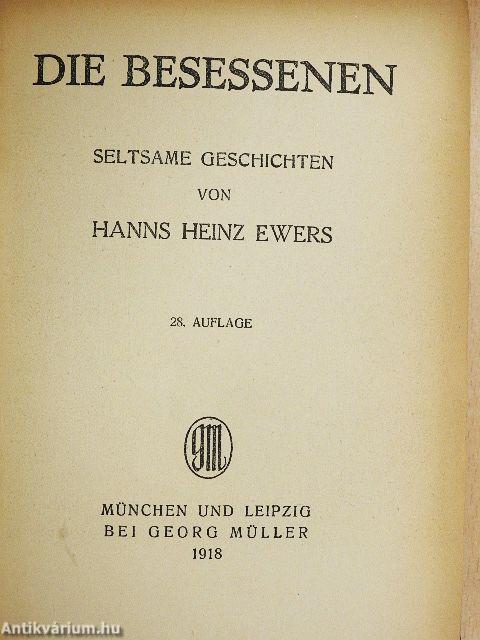 DIE BESESSENEN
SELTSAME GESCHICHTEN
VON
HANNS HEINZ EWERS
28. AUFLAGE
GM
MÜNCHEN UND LEIPZIG
BEI GEORG MÜLLER
1918
Antikvárium.hu